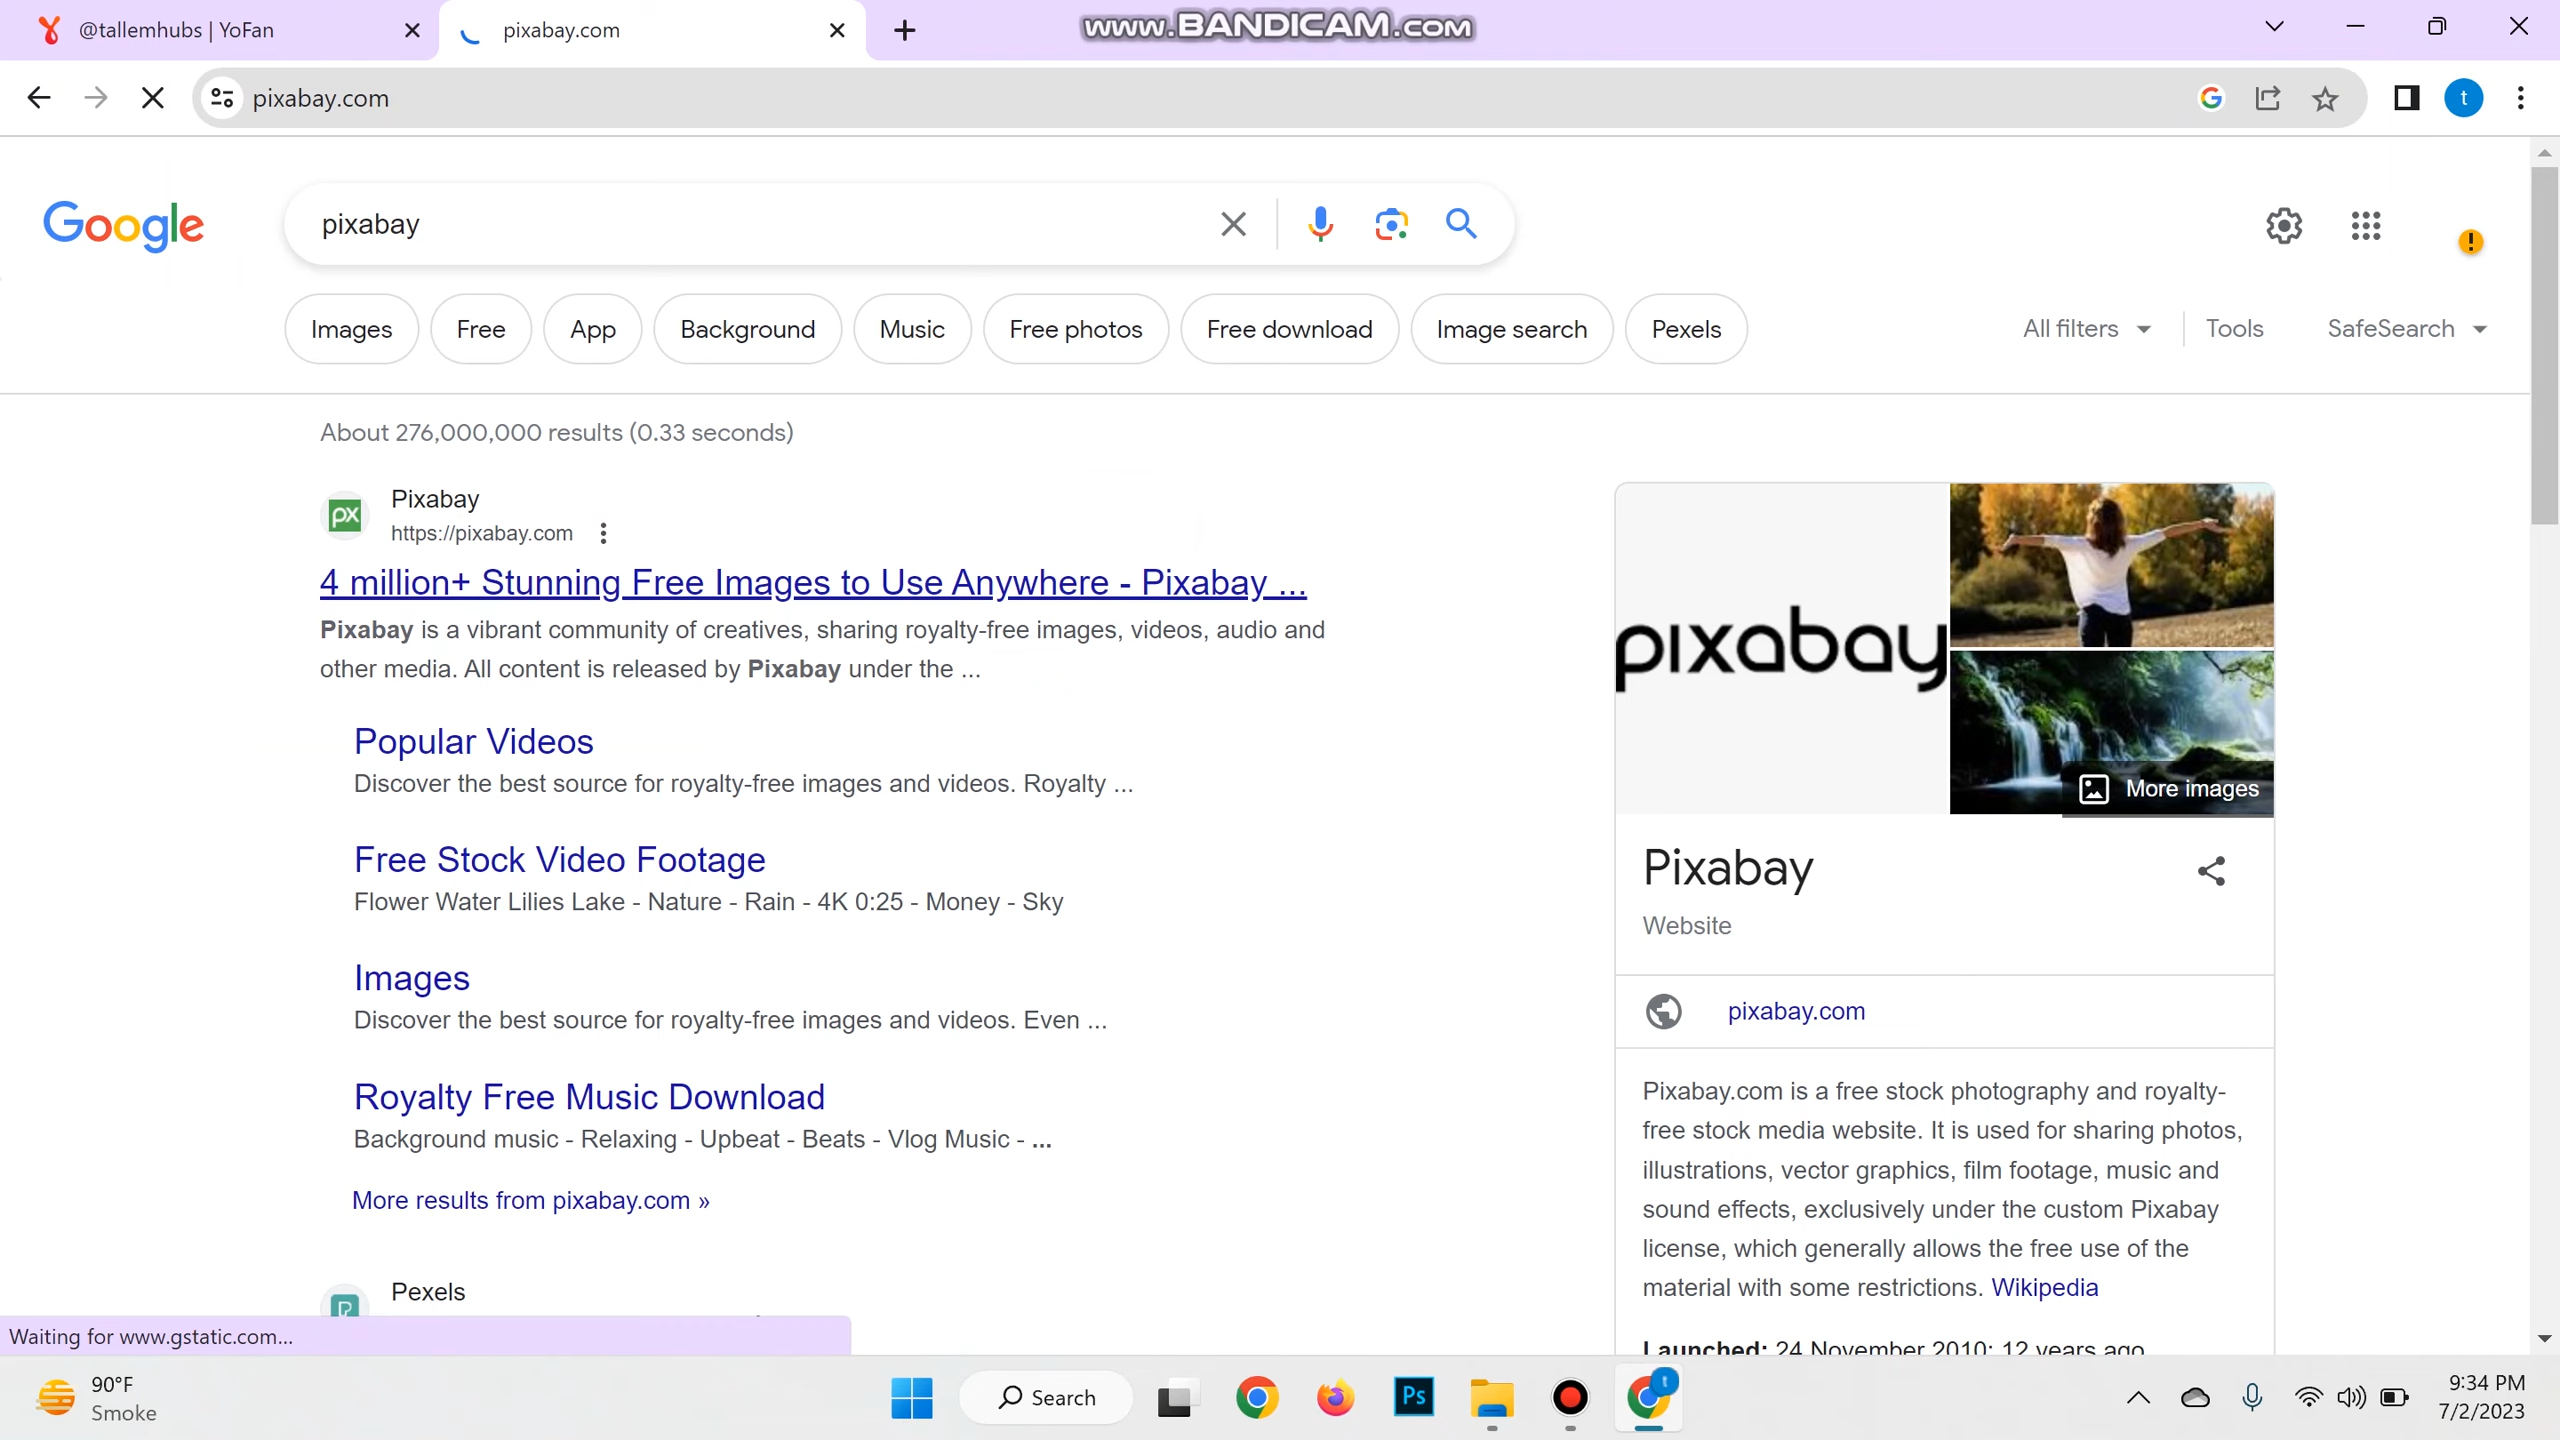 @tallemhubs | YoFan
pixabay.com
www.BANDICAM.com
pixabay.com
t
Google
pixabay
Images
Free
App
Background
Music
Free photos
Free download
Image search
Pexels
All filters
Tools
SafeSearch
About 276,000,000 results (0.33 seconds)
px
Pixabay
https://pixabay.com
4 million+ Stunning Free Images to Use Anywhere - Pixabay ...
Pixabay is a vibrant community of creatives, sharing royalty-free images, videos, audio and
other media. All content is released by Pixabay under the ...
Popular Videos
Discover the best source for royalty-free images and videos. Royalty ...
Free Stock Video Footage
Flower Water Lilies Lake - Nature - Rain - 4K 0:25 - Money - Sky
Images
Discover the best source for royalty-free images and videos. Even ...
Royalty Free Music Download
Background music - Relaxing - Upbeat - Beats - Vlog Music - ...
More results from pixabay.com »
Pexels
pixabay
More images
Pixabay
Website
pixabay.com
Pixabay.com is a free stock photography and royalty-
free stock media website. It is used for sharing photos,
illustrations, vector graphics, film footage, music and
sound effects, exclusively under the custom Pixabay
license, which generally allows the free use of the
material with some restrictions. Wikipedia
Launched: 24 November 2010; 12 years ago
Waiting for www.gstatic.com...
90°F
Smoke
Search
Ps
t
9:34 PM
7/2/2023